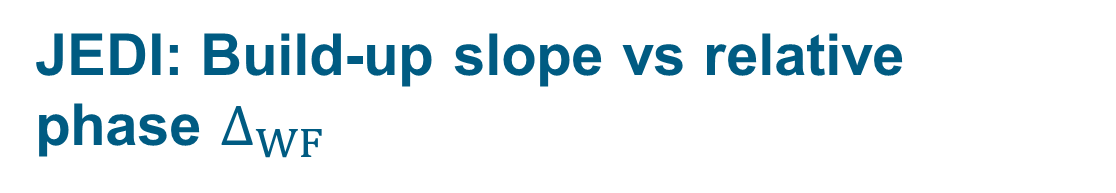 JEDI: Build-up slope vs relative
phase Δ_WF